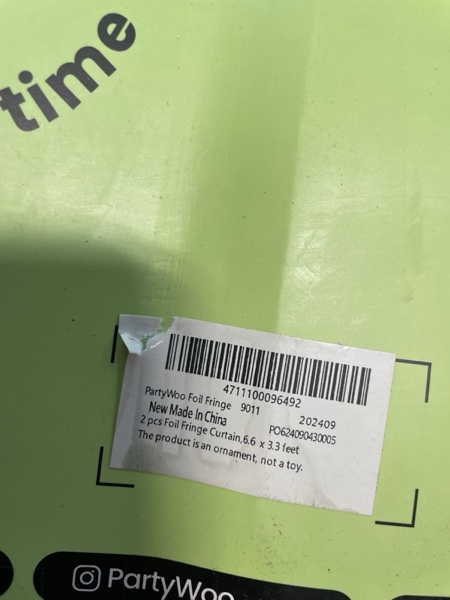 time
4711100096492
PartyWoo Foil Fringe 9011
202409
New Made In China
PO624090430005
2 pcs Foil Fringe Curtain,6.6 x 3.3 feet
The product is an ornament, not a toy.
PartyWoo